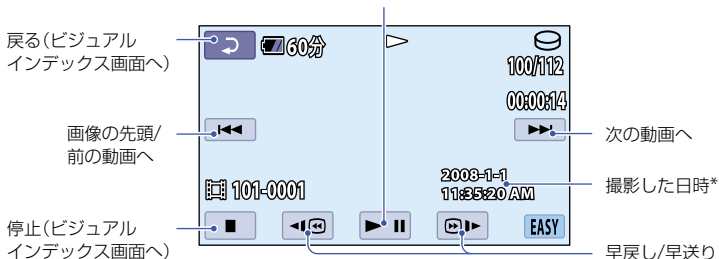 戻る(ビジュアル
インデックス画面へ)
60分
100/112
00:00:14
画像の先頭/
前の動画へ
次の動画へ
101-0001
2008-1-1
11:35:20 AM
撮影した日時*
停止(ビジュアル
インデックス画面へ)
EASY
早戻し/早送り